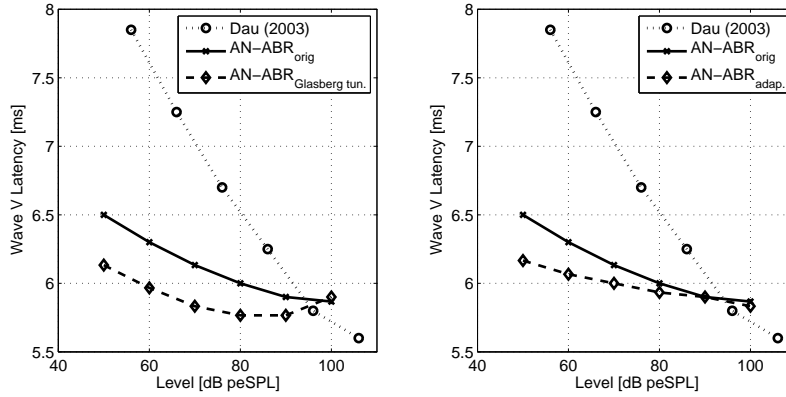 8
7.5
7
6.5
6
5.5
Wave V Latency [ms]
40
60
80
100
Level [dB peSPL]
Dau (2003)
AN−ABR orig
AN−ABR Glasberg tun.
8
7.5
7
6.5
6
5.5
Wave V Latency [ms]
40
60
80
100
Level [dB peSPL]
Dau (2003)
AN−ABR orig
AN−ABR adap.